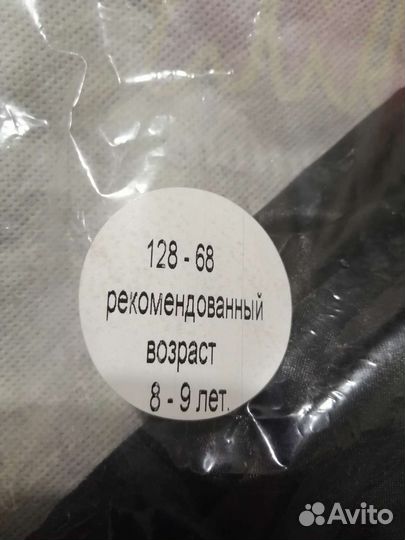 128 - 68
рекомендованный
возраст
8 - 9 лет.
Avito